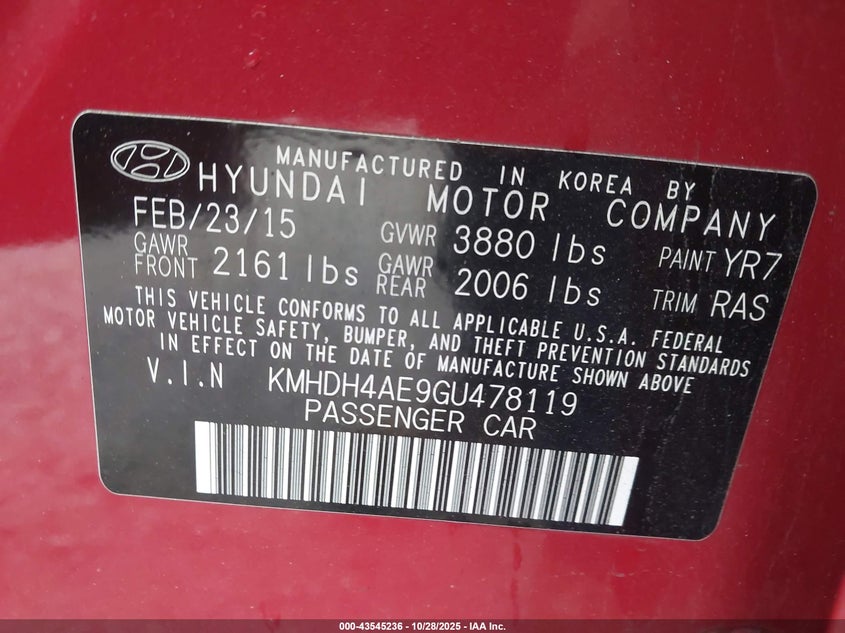 MANUFACTURED IN KOREA BY
HYUNDAI MOTOR COMPANY
FEB/23/15 GVWR 3880 lbs PAINT YR7
GAWR FRONT 2161 lbs GAWR REAR 2006 lbs TRIM RAS
THIS VEHICLE CONFORMS TO ALL APPLICABLE U.S.A. FEDERAL
MOTOR VEHICLE SAFETY, BUMPER, AND THEFT PREVENTION STANDARDS
IN EFFECT ON THE DATE OF MANUFACTURE SHOWN ABOVE
V.I.N KMHDH4AE9GU478119
PASSENGER CAR
000-43545236 - 10/28/2025 - IAA Inc.